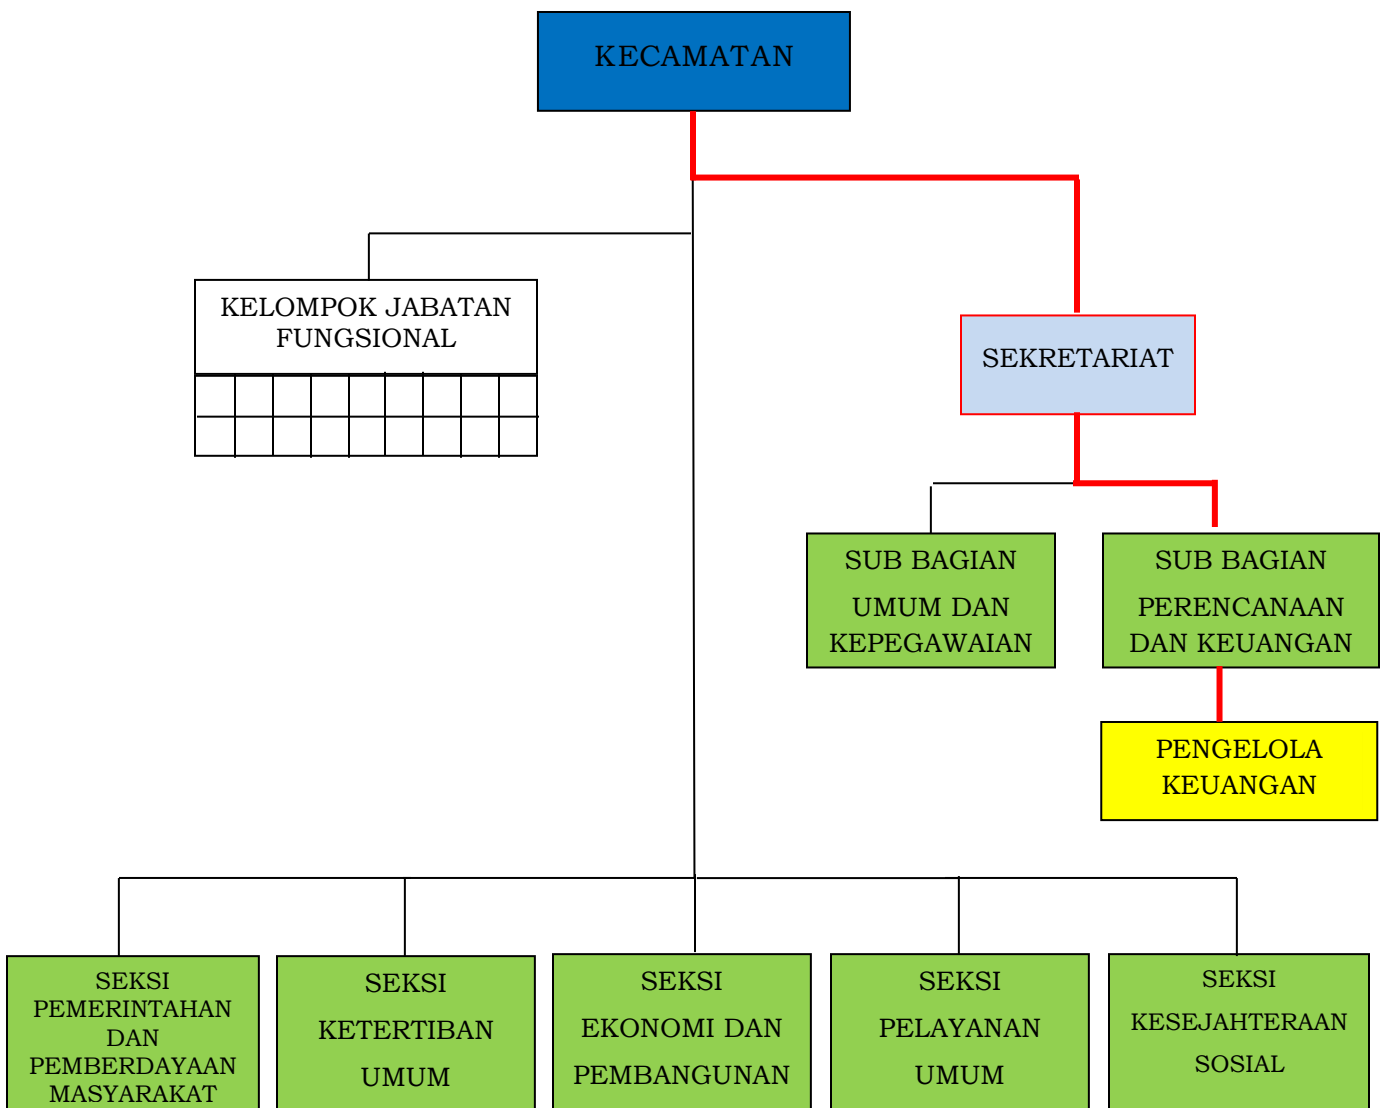 KECAMATAN
KELOMPOK JABATAN
FUNGSIONAL
SEKRETARIAT
SUB BAGIAN
UMUM DAN
KEPEGAWAIAN
SUB BAGIAN
PERENCANAAN
DAN KEUANGAN
PENGELOLA
KEUANGAN
SEKSI
PEMERINTAHAN
DAN
PEMBERDAYAAN
MASYARAKAT
SEKSI
KETERTIBAN
UMUM
SEKSI
EKONOMI DAN
PEMBANGUNAN
SEKSI
PELAYANAN
UMUM
SEKSI
KESEJAHTERAAN
SOSIAL